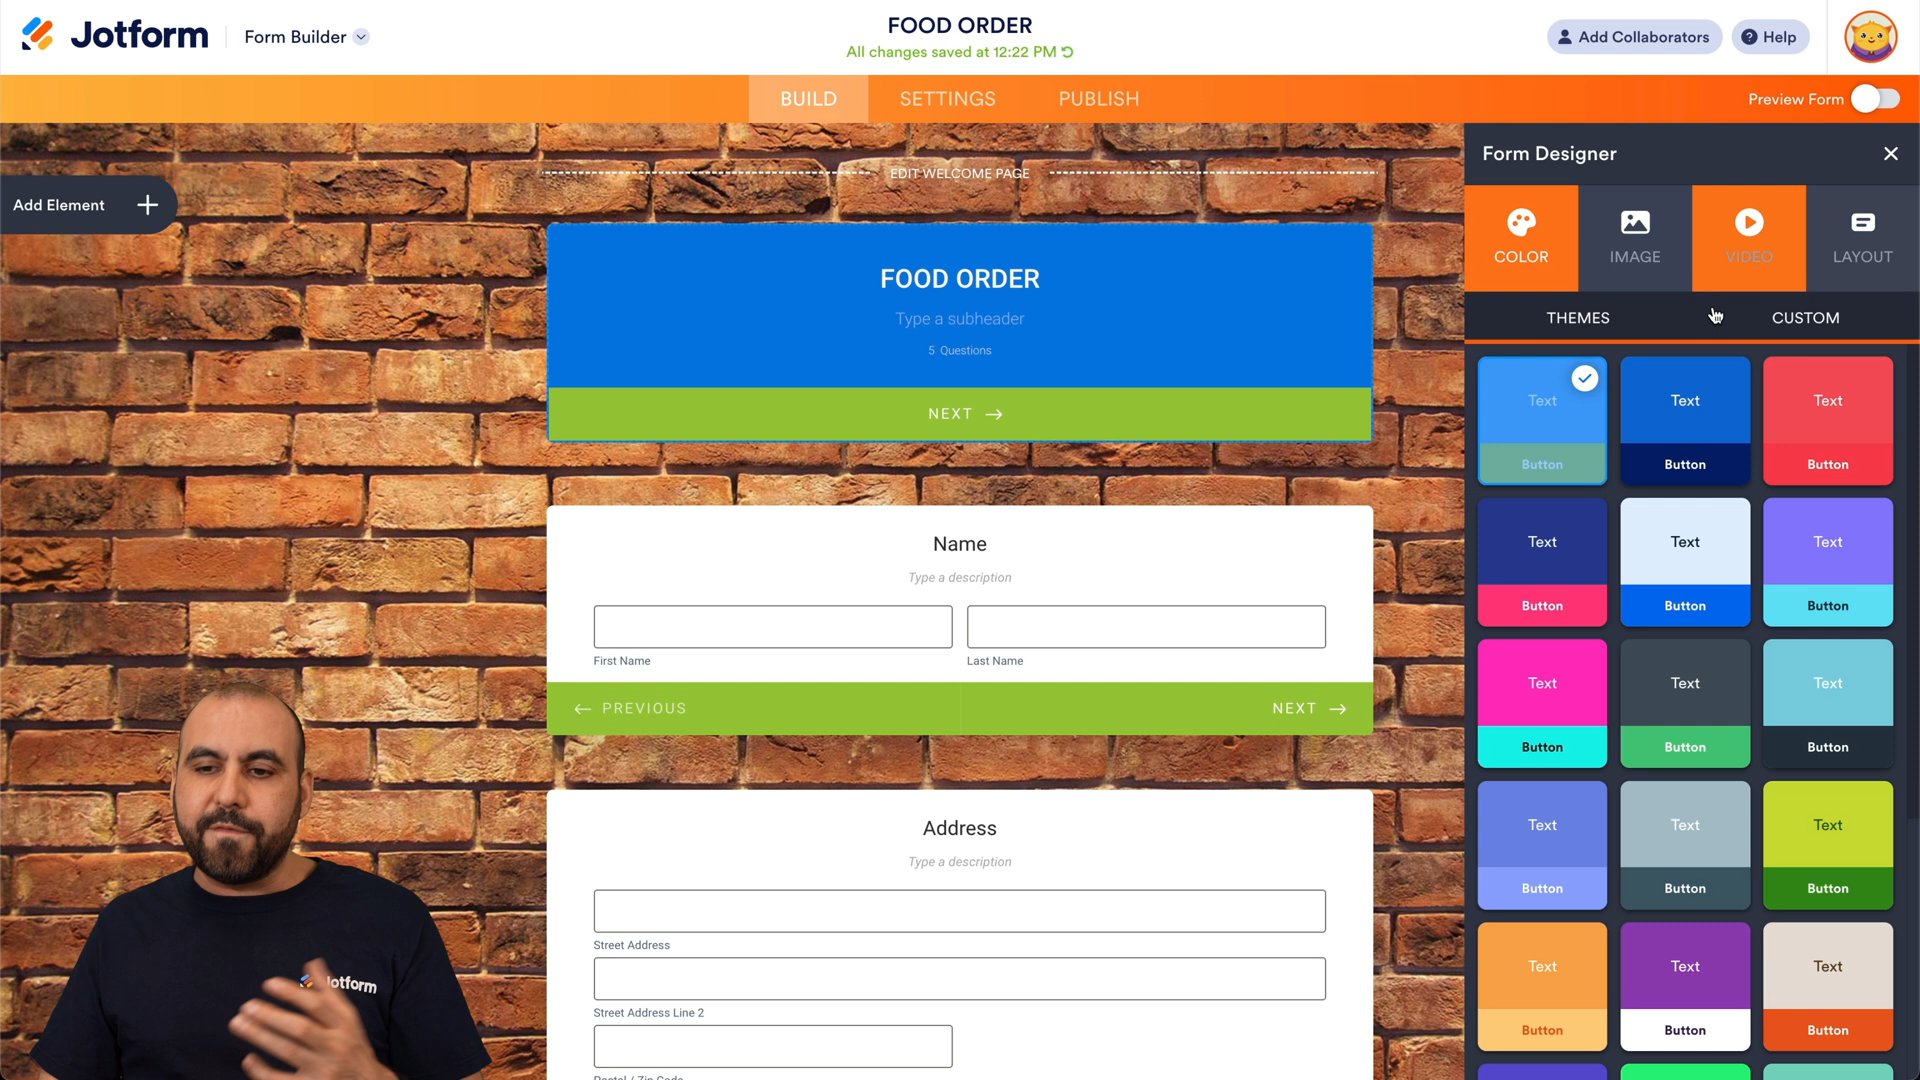 Jotform
Form Builder
FOOD ORDER
All changes saved at 12:22 PM
Add Collaborators
Help
BUILD
SETTINGS
PUBLISH
Preview Form
Add Element
EDIT WELCOME PAGE
FOOD ORDER
Type a subheader
5 Questions
NEXT
Name
Type a description
First Name
Last Name
PREVIOUS
NEXT
Address
Type a description
Street Address
Street Address Line 2
Postal / Zip Code
Jotform
Form Designer
COLOR
IMAGE
VIDEO
LAYOUT
THEMES
CUSTOM
Text
Text
Text
Button
Button
Button
Text
Text
Text
Button
Button
Button
Text
Text
Text
Button
Button
Button
Text
Text
Text
Button
Button
Button
Text
Text
Text
Button
Button
Button